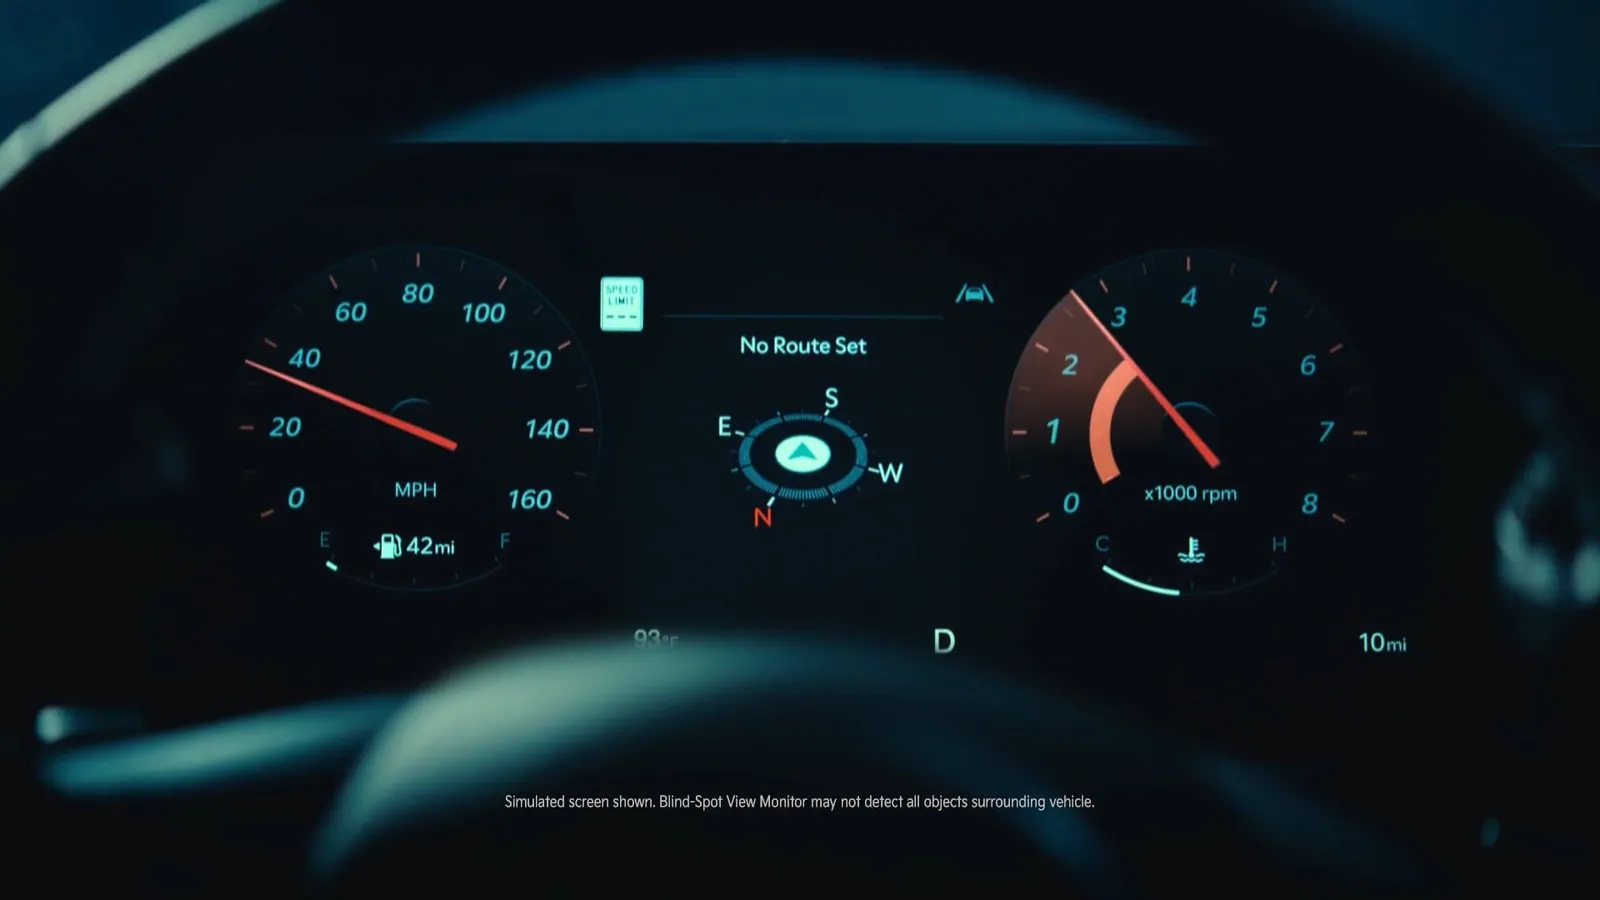 80
60
100
40
120
20
140
0
160
MPH
E
42mi
F
SPEED
LIMIT
---
No Route Set
S
E
W
N
93°F
D
4
3
5
2
6
1
7
0
8
x1000 rpm
C
H
10mi
Simulated screen shown. Blind-Spot View Monitor may not detect all objects surrounding vehicle.